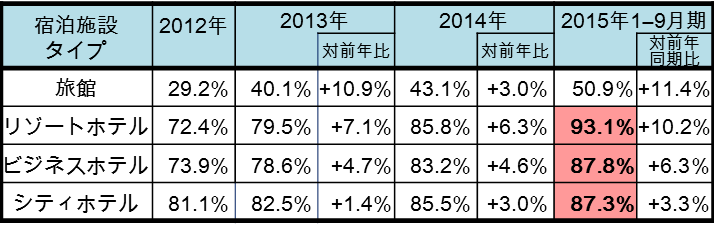 宿泊施設 タイプ 2012年 2013年 対前年比 2014年 対前年比 2015年1–9月期 対前年同期比
旅館 29.2% 40.1% +10.9% 43.1% +3.0% 50.9% +11.4%
リゾートホテル 72.4% 79.5% +7.1% 85.8% +6.3% 93.1% +10.2%
ビジネスホテル 73.9% 78.6% +4.7% 83.2% +4.6% 87.8% +6.3%
シティホテル 81.1% 82.5% +1.4% 85.5% +3.0% 87.3% +3.3%